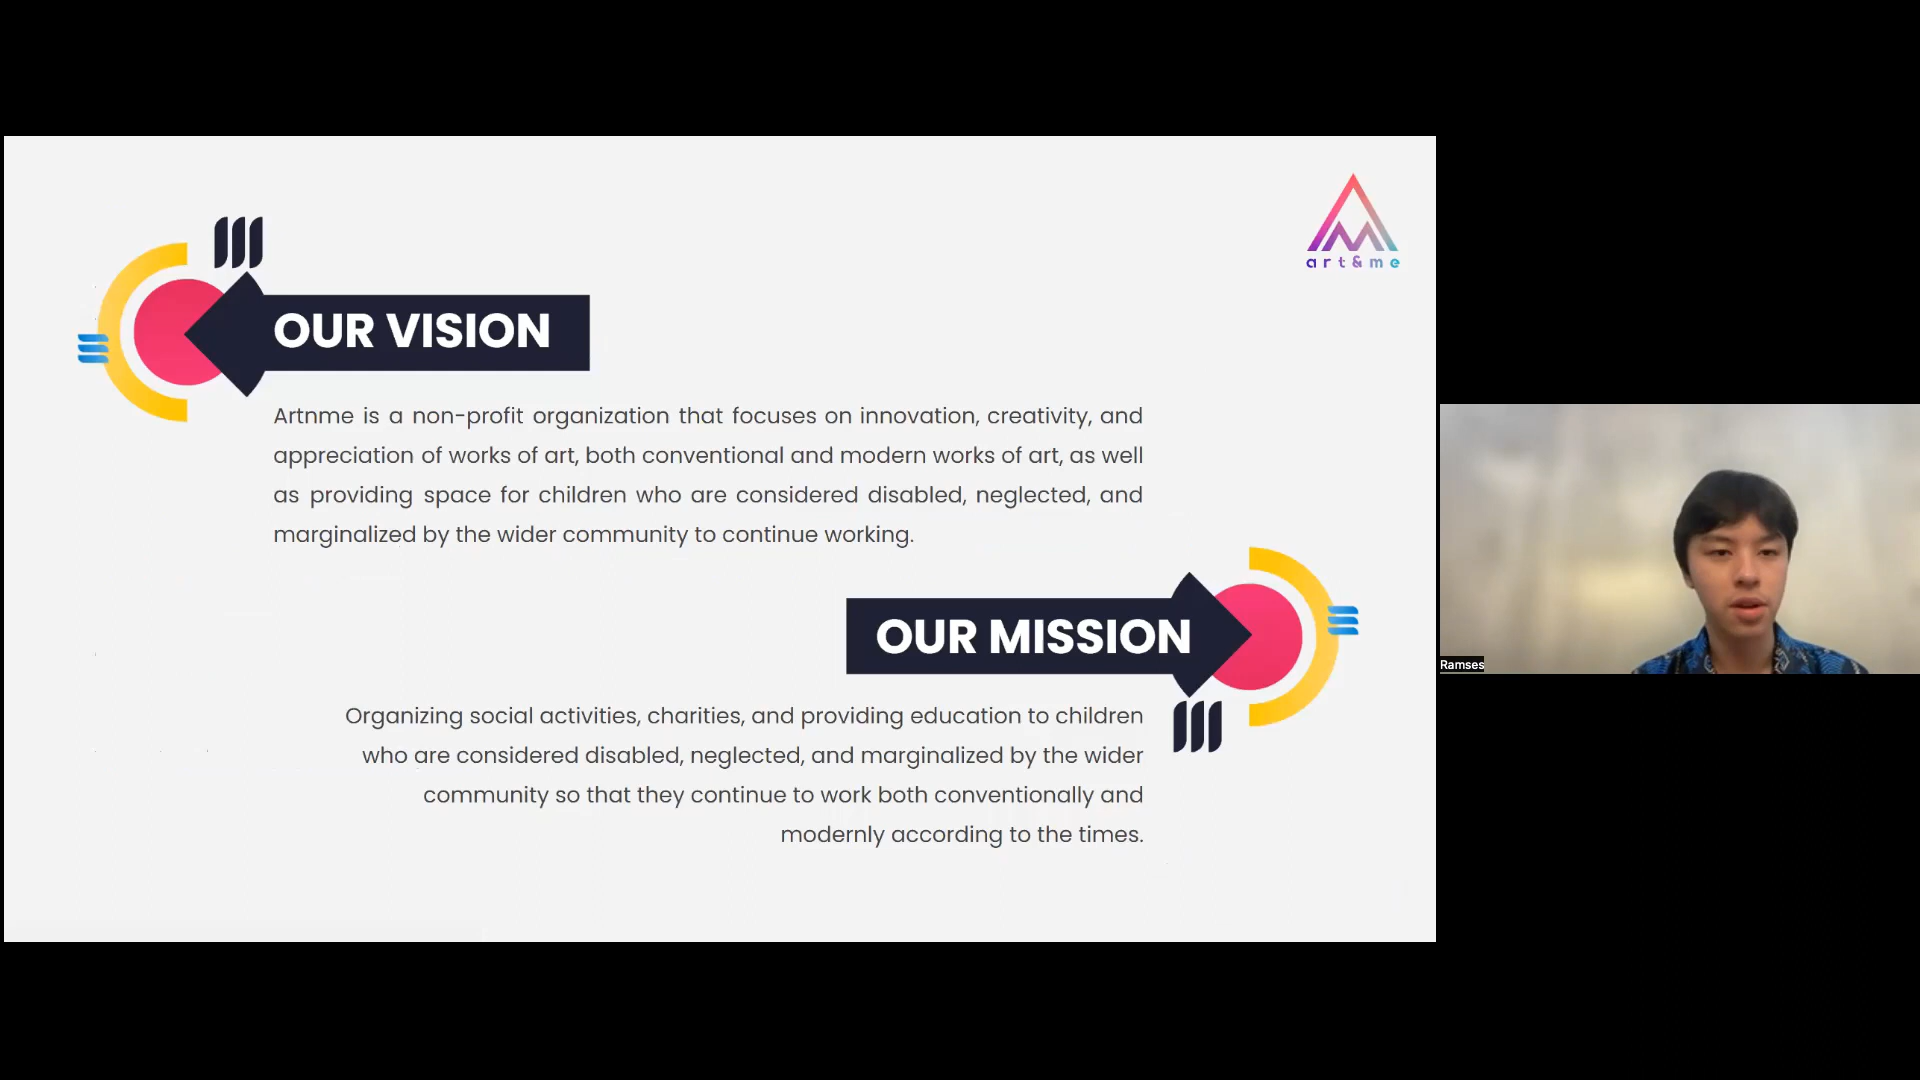 art&me
OUR VISION
Artnme is a non-profit organization that focuses on innovation, creativity, and
appreciation of works of art, both conventional and modern works of art, as well
as providing space for children who are considered disabled, neglected, and
marginalized by the wider community to continue working.
OUR MISSION
Organizing social activities, charities, and providing education to children
who are considered disabled, neglected, and marginalized by the wider
community so that they continue to work both conventionally and
modernly according to the times.
Ramses